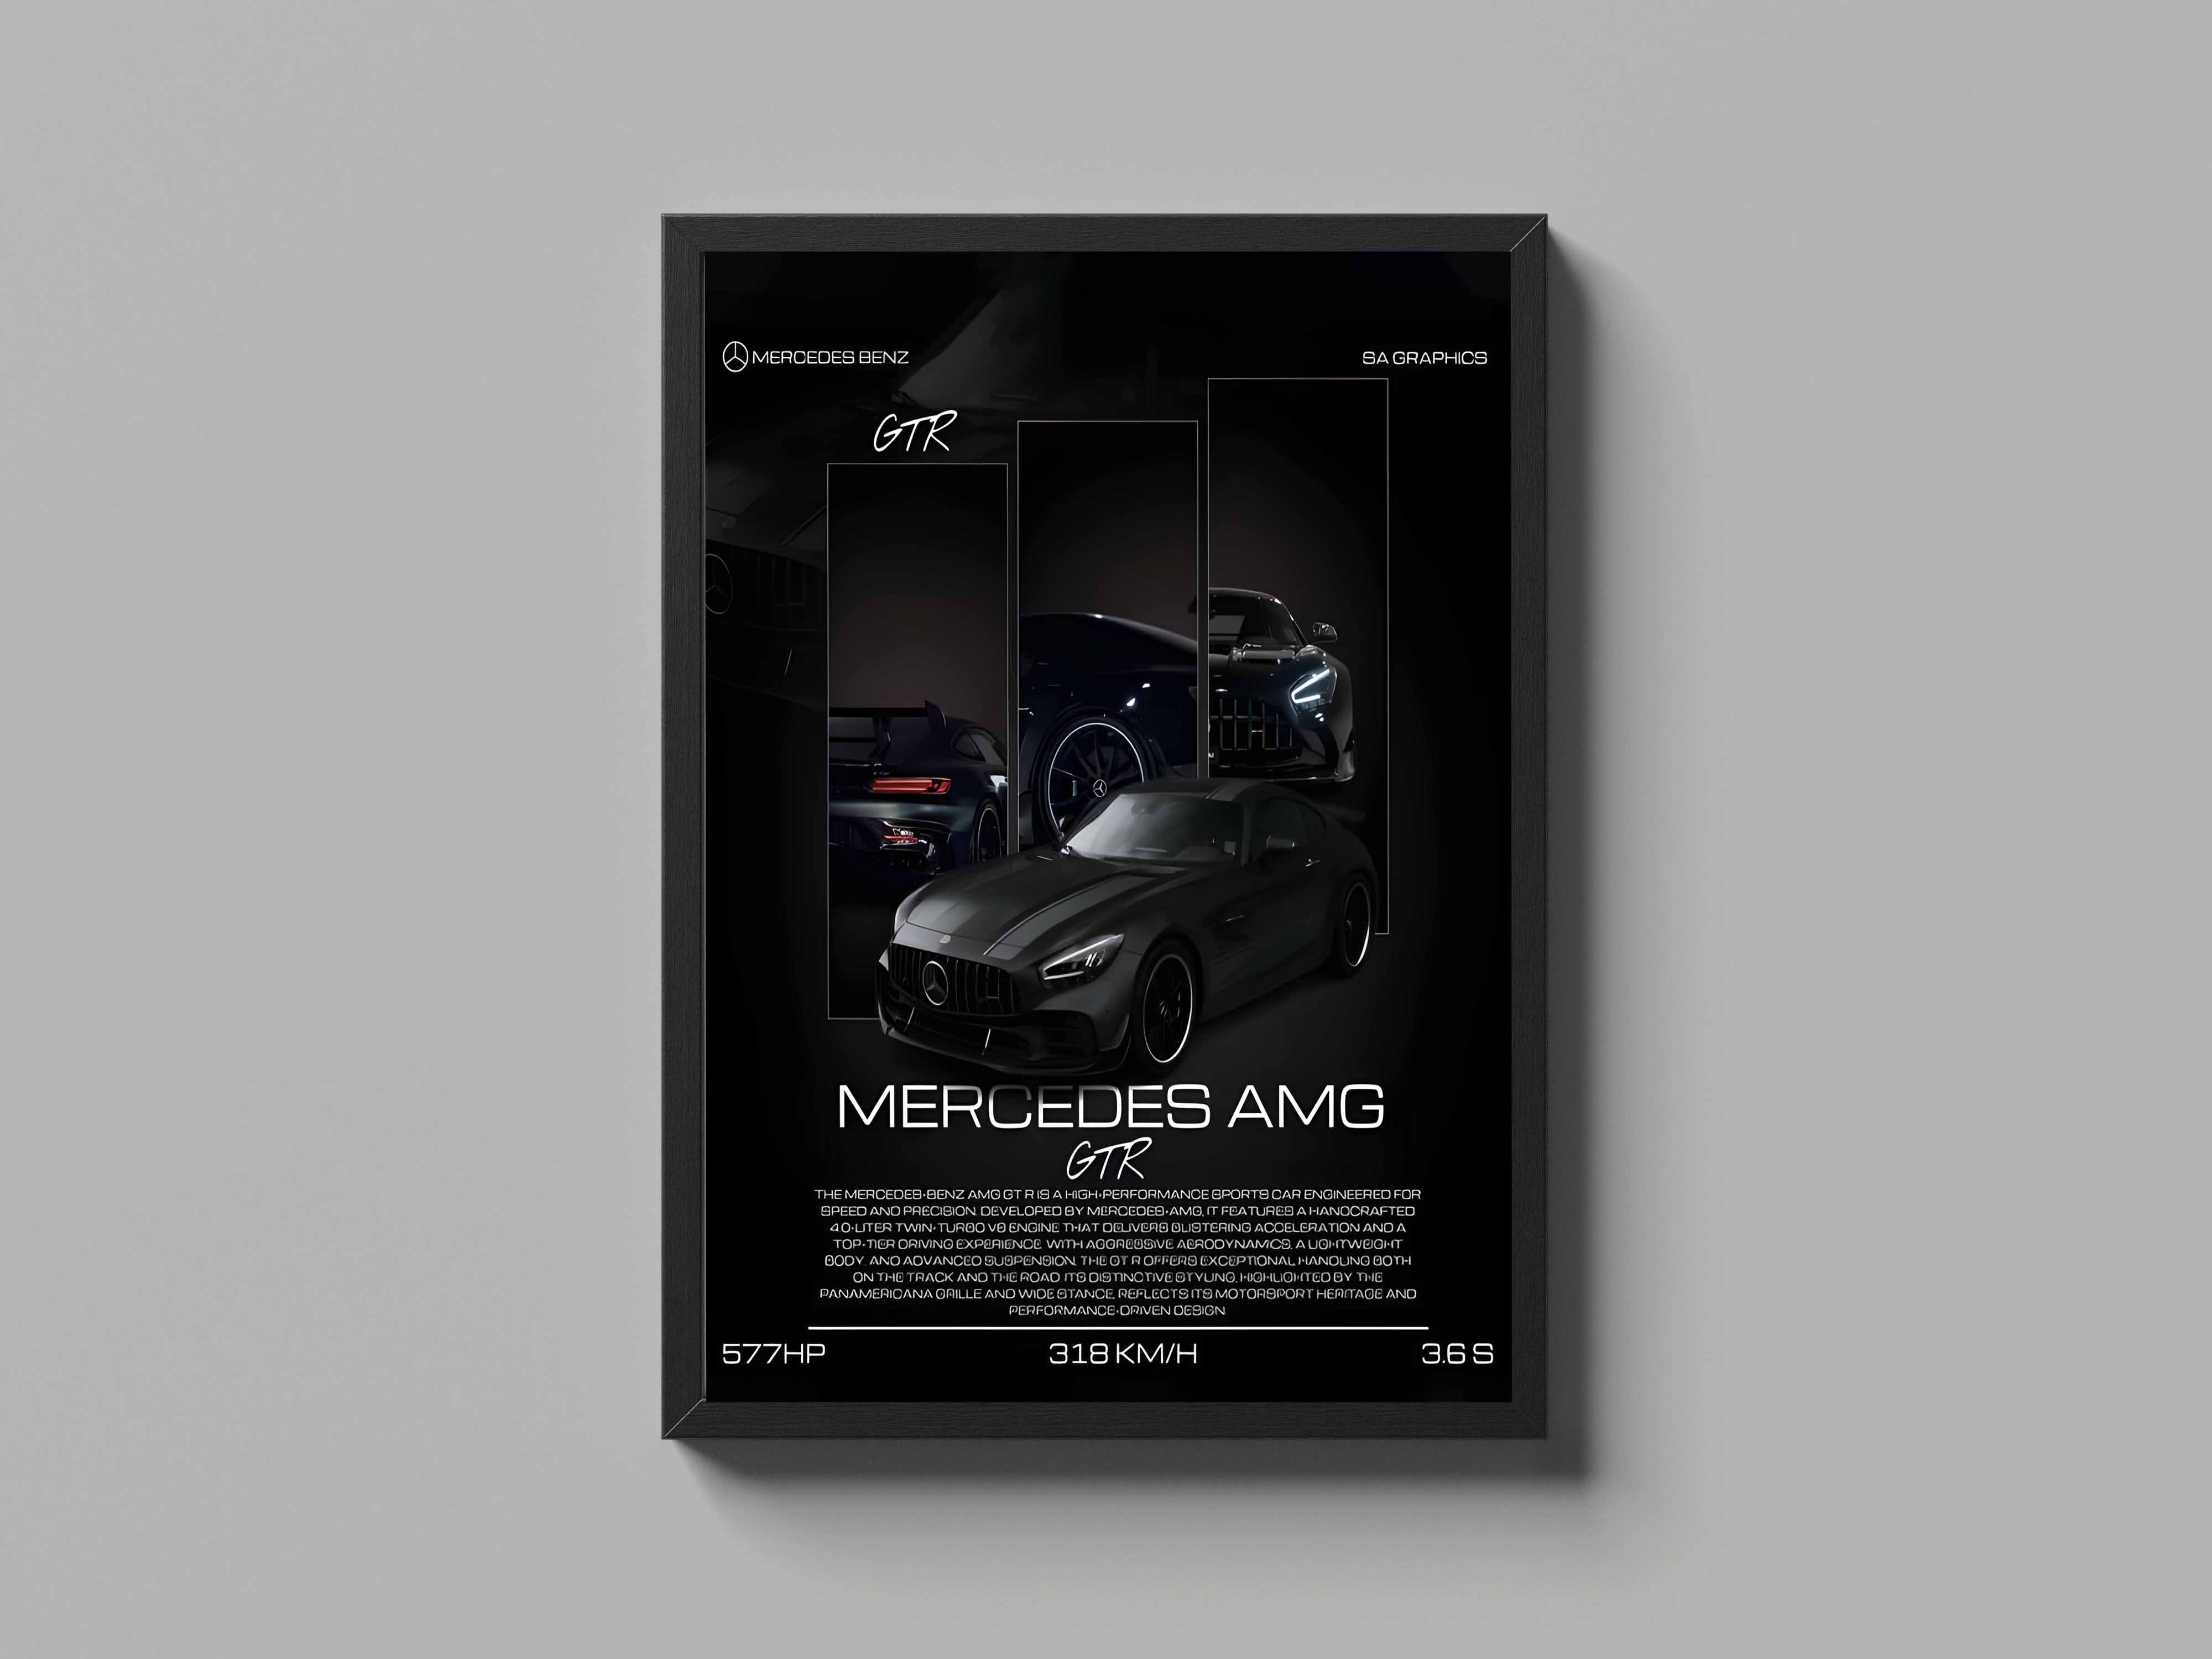 MERCEDES BENZ
SA GRAPHICS
GTR
MERCEDES AMG
GTR
THE MERCEDES-BENZ AMG GT R IS A HIGH-PERFORMANCE SPORTS CAR ENGINEERED FOR
SPEED AND PRECISION. DEVELOPED BY MERCEDES-AMG, IT FEATURES A HANDCRAFTED
4.0-LITER TWIN-TURBO V8 ENGINE THAT DELIVERS BLISTERING ACCELERATION AND A
TOP-TIER DRIVING EXPERIENCE. WITH AGGRESSIVE AERODYNAMICS, A LIGHTWEIGHT
BODY, AND ADVANCED SUSPENSION, THE GT R OFFERS EXCEPTIONAL HANDLING BOTH
ON THE TRACK AND THE ROAD. ITS DISTINCTIVE STYLING, HIGHLIGHTED BY THE
PANAMERICANA GRILLE AND WIDE STANCE, REFLECTS ITS MOTORSPORT HERITAGE AND
PERFORMANCE-DRIVEN DESIGN.
577HP
318 KM/H
3.6 S